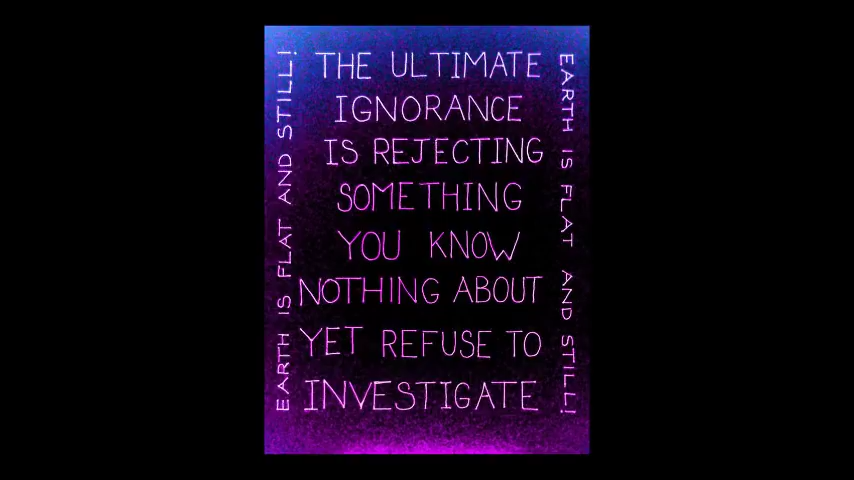 THE ULTIMATE
IGNORANCE
IS REJECTING
SOMETHING
YOU KNOW
NOTHING ABOUT
YET REFUSE TO
INVESTIGATE
EARTH IS FLAT AND STILL!
EARTH IS FLAT AND STILL!